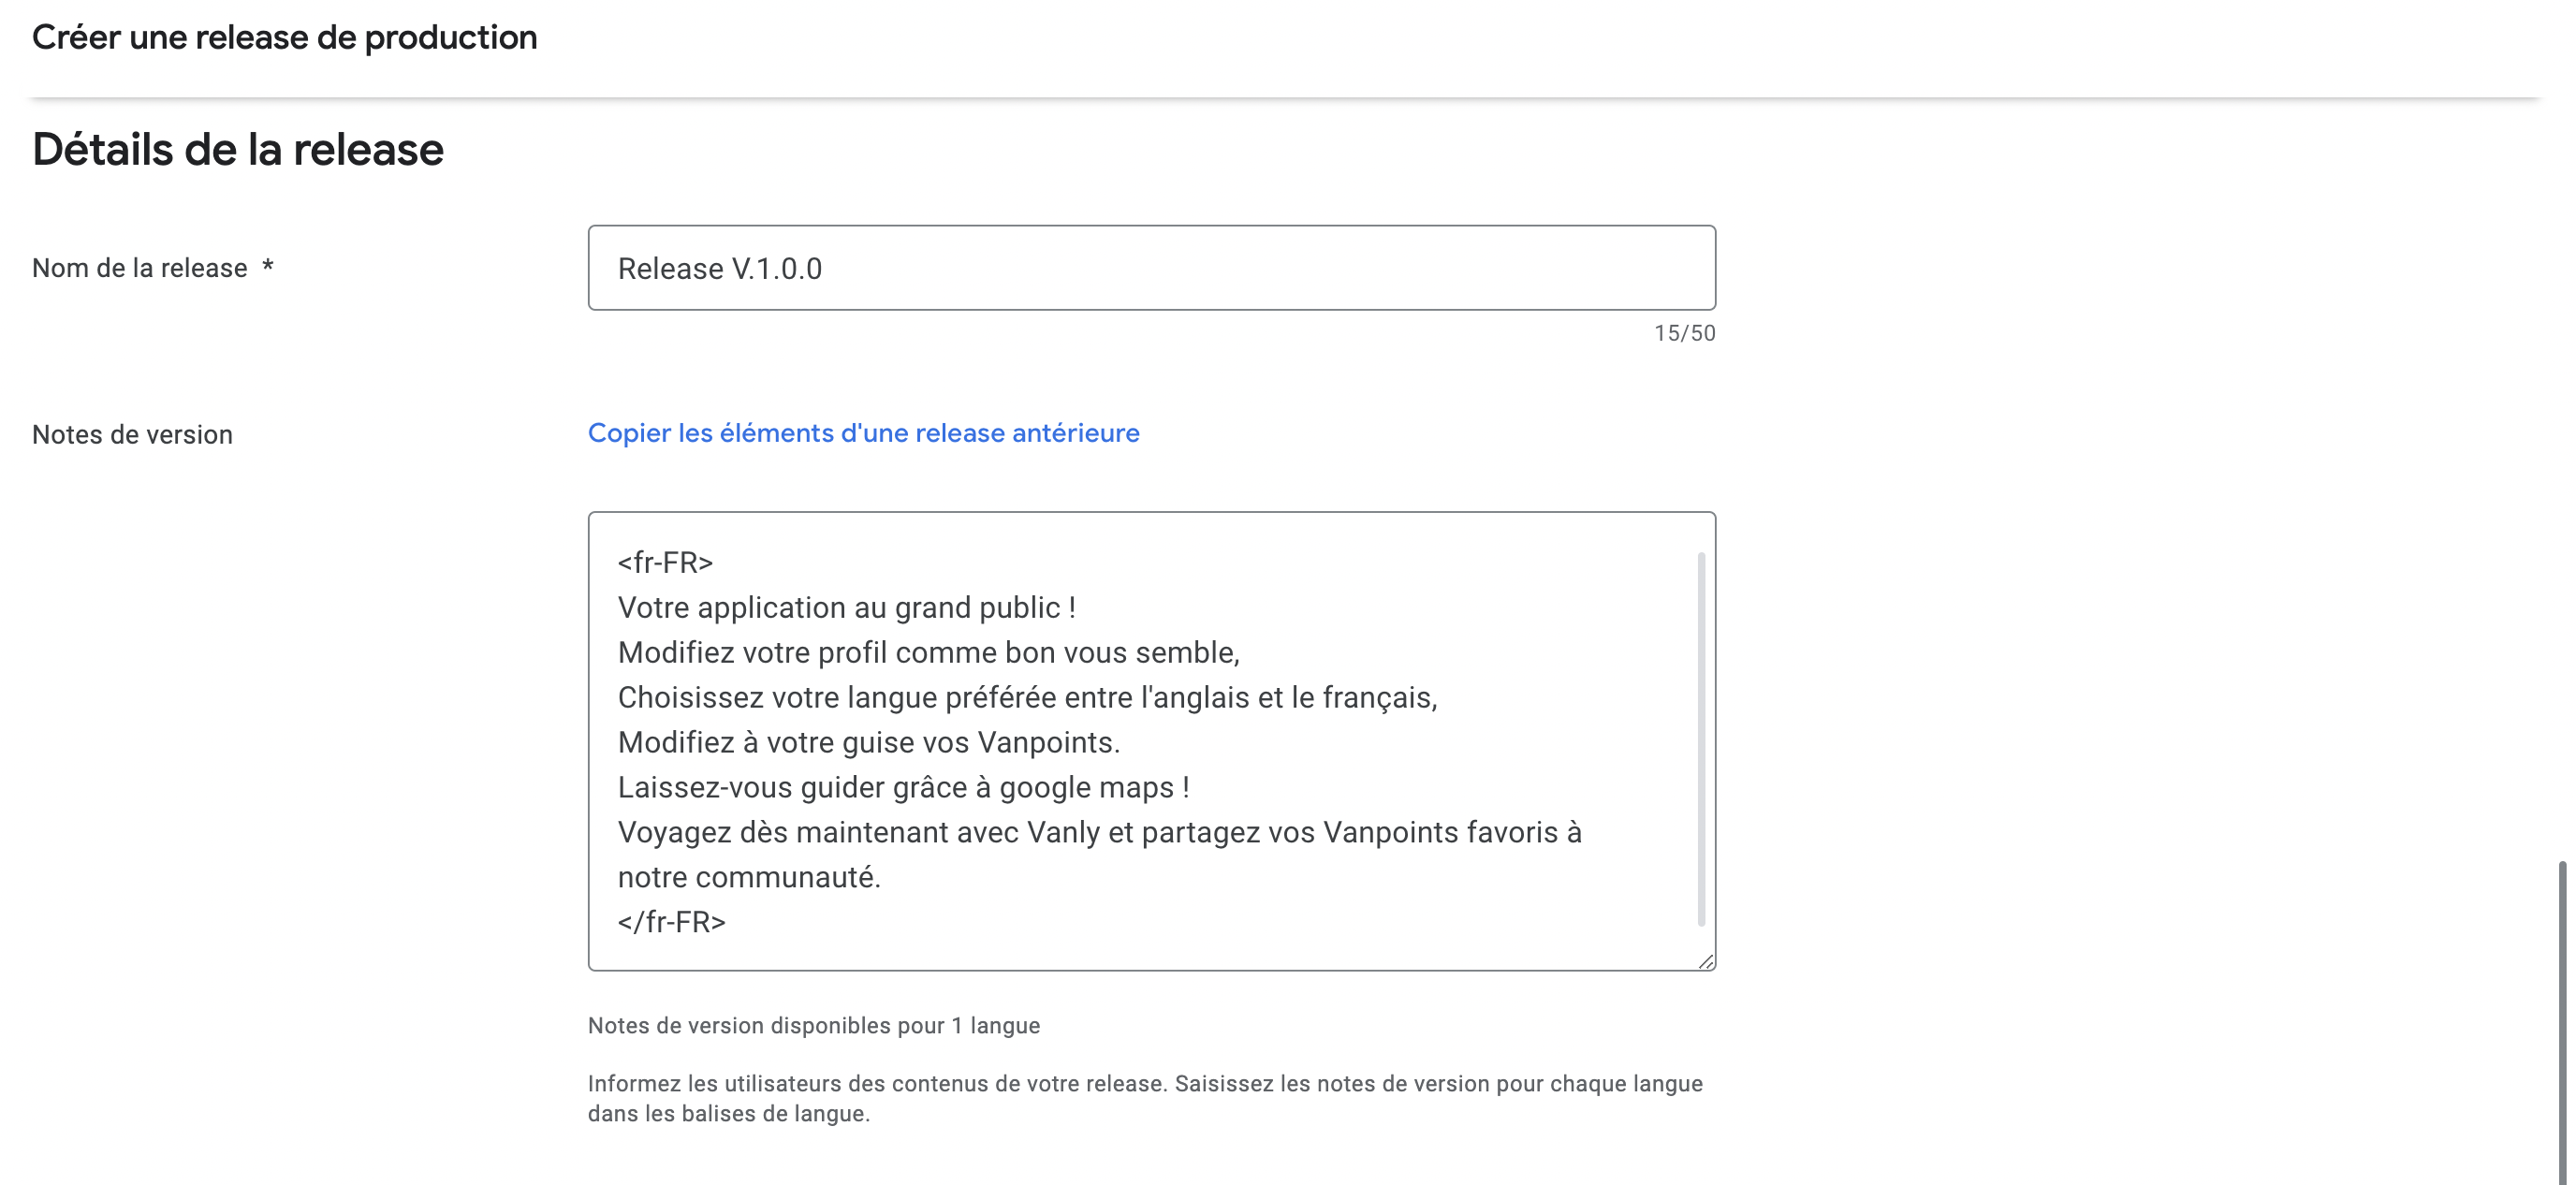 Créer une release de production
Détails de la release
Nom de la release *
Release V.1.0.0
15/50
Notes de version
Copier les éléments d'une release antérieure
<fr-FR>
Votre application au grand public !
Modifiez votre profil comme bon vous semble,
Choisissez votre langue préférée entre l'anglais et le français,
Modifiez à votre guise vos Vanpoints.
Laissez-vous guider grâce à google maps !
Voyagez dès maintenant avec Vanly et partagez vos Vanpoints favoris à
notre communauté.
</fr-FR>
Notes de version disponibles pour 1 langue
Informez les utilisateurs des contenus de votre release. Saisissez les notes de version pour chaque langue
dans les balises de langue.